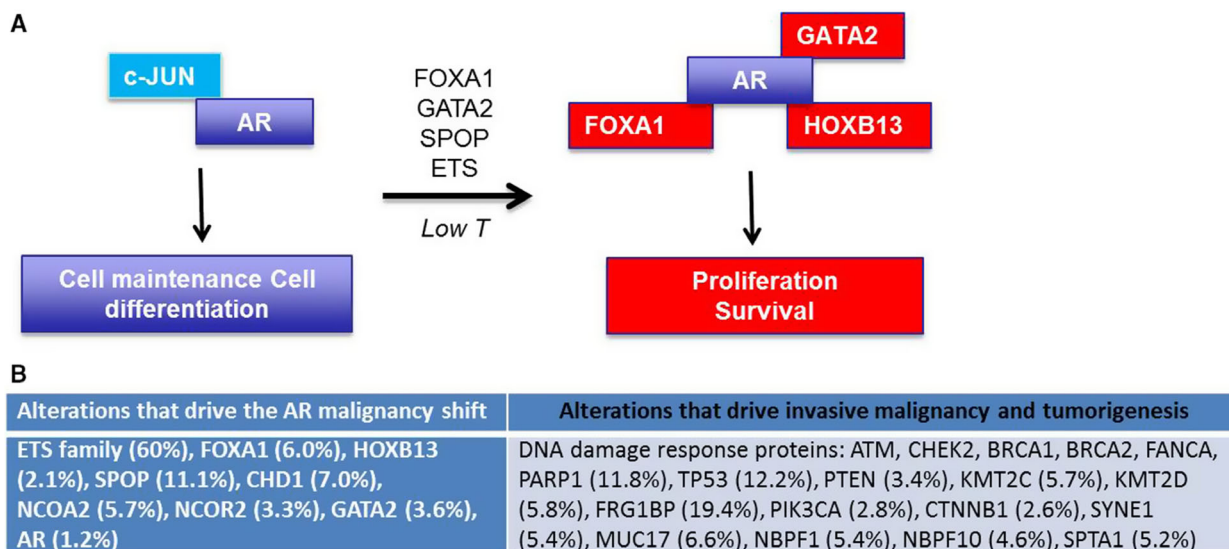 A
c-JUN
AR
Cell maintenance Cell
differentiation
FOXA1
GATA2
SPOP
ETS
Low T
GATA2
AR
FOXA1
HOXB13
Proliferation
Survival
B
Alterations that drive the AR malignancy shift
ETS family (60%), FOXA1 (6.0%), HOXB13
(2.1%), SPOP (11.1%), CHD1 (7.0%),
NCOA2 (5.7%), NCOR2 (3.3%), GATA2 (3.6%),
AR (1.2%)
Alterations that drive invasive malignancy and tumorigenesis
DNA damage response proteins: ATM, CHEK2, BRCA1, BRCA2, FANCA,
PARP1 (11.8%), TP53 (12.2%), PTEN (3.4%), KMT2C (5.7%), KMT2D
(5.8%), FRG1BP (19.4%), PIK3CA (2.8%), CTNNB1 (2.6%), SYNE1
(5.4%), MUC17 (6.6%), NBPF1 (5.4%), NBPF10 (4.6%), SPTA1 (5.2%)